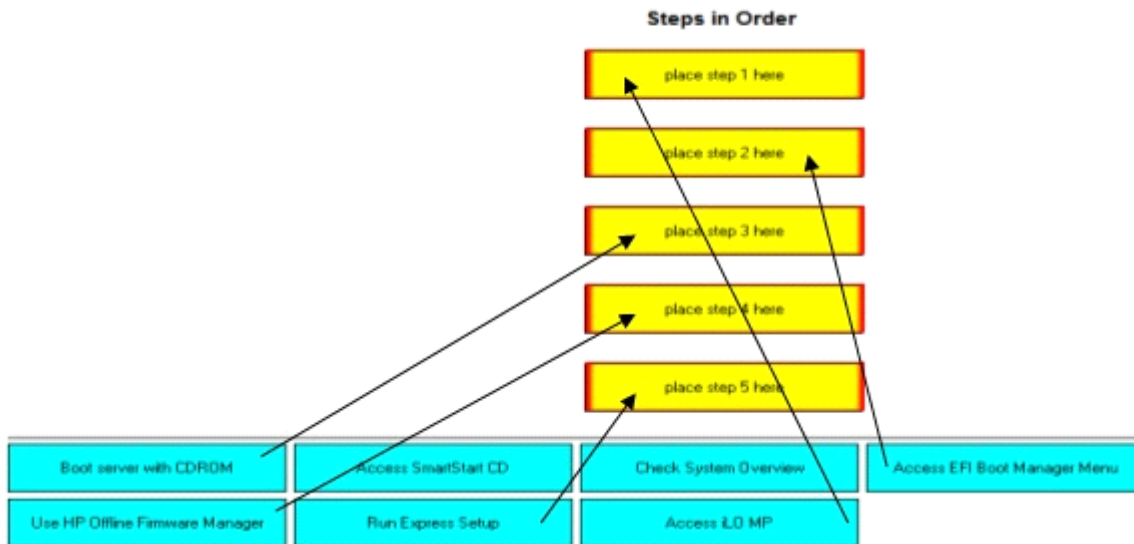 Steps in Order
place step 1 here
place step 2 here
place step 3 here
place step 4 here
place step 5 here
Boot server with CDROM
Access SmartStart CD
Check System Overview
Access EFI Boot Manager Menu
Use HP Offline Firmware Manager
Run Express Setup
Access iLO MP